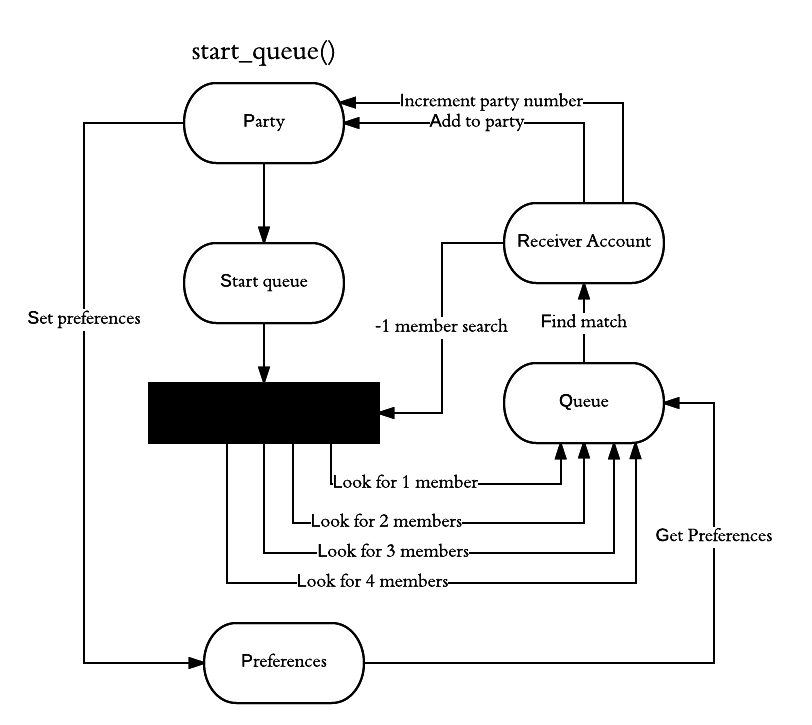 start_queue()
Increment party number
Party
Add to party
Receiver Account
Start queue
Set preferences
-1 member search
Find match
Queue
Look for 1 member
Look for 2 members
Get Preferences
Look for 3 members
Look for 4 members
Preferences